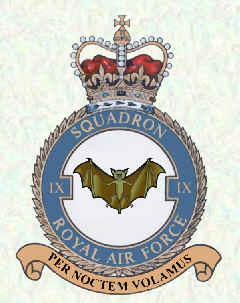 SQUADRON
IX IX
ROYAL AIR FORCE
PER NOCTEM VOLAMUS